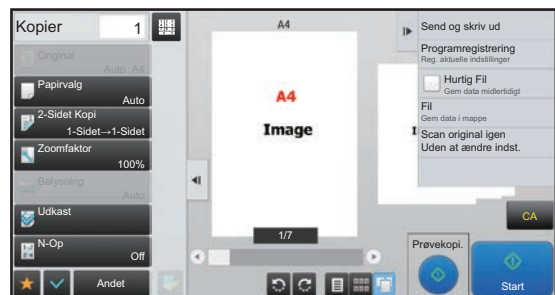 Kopier 1
Original
Auto A4
Papirvalg
Auto
2-Sidet Kopi
1-Sidet→1-Sidet
Zoomfaktor
100%
Belysning
Auto
Udkast
N-Op
Off
Andet
A4
A4
Image
1/7
Send og skriv ud
Programregistrering
Reg. aktuelle indstillinger
Hurtig Fil
Gem data midlertidigt
Fil
Gem data i mappe
Scan original igen
Uden at ændre indst.
CA
Prøvekopi.
Start